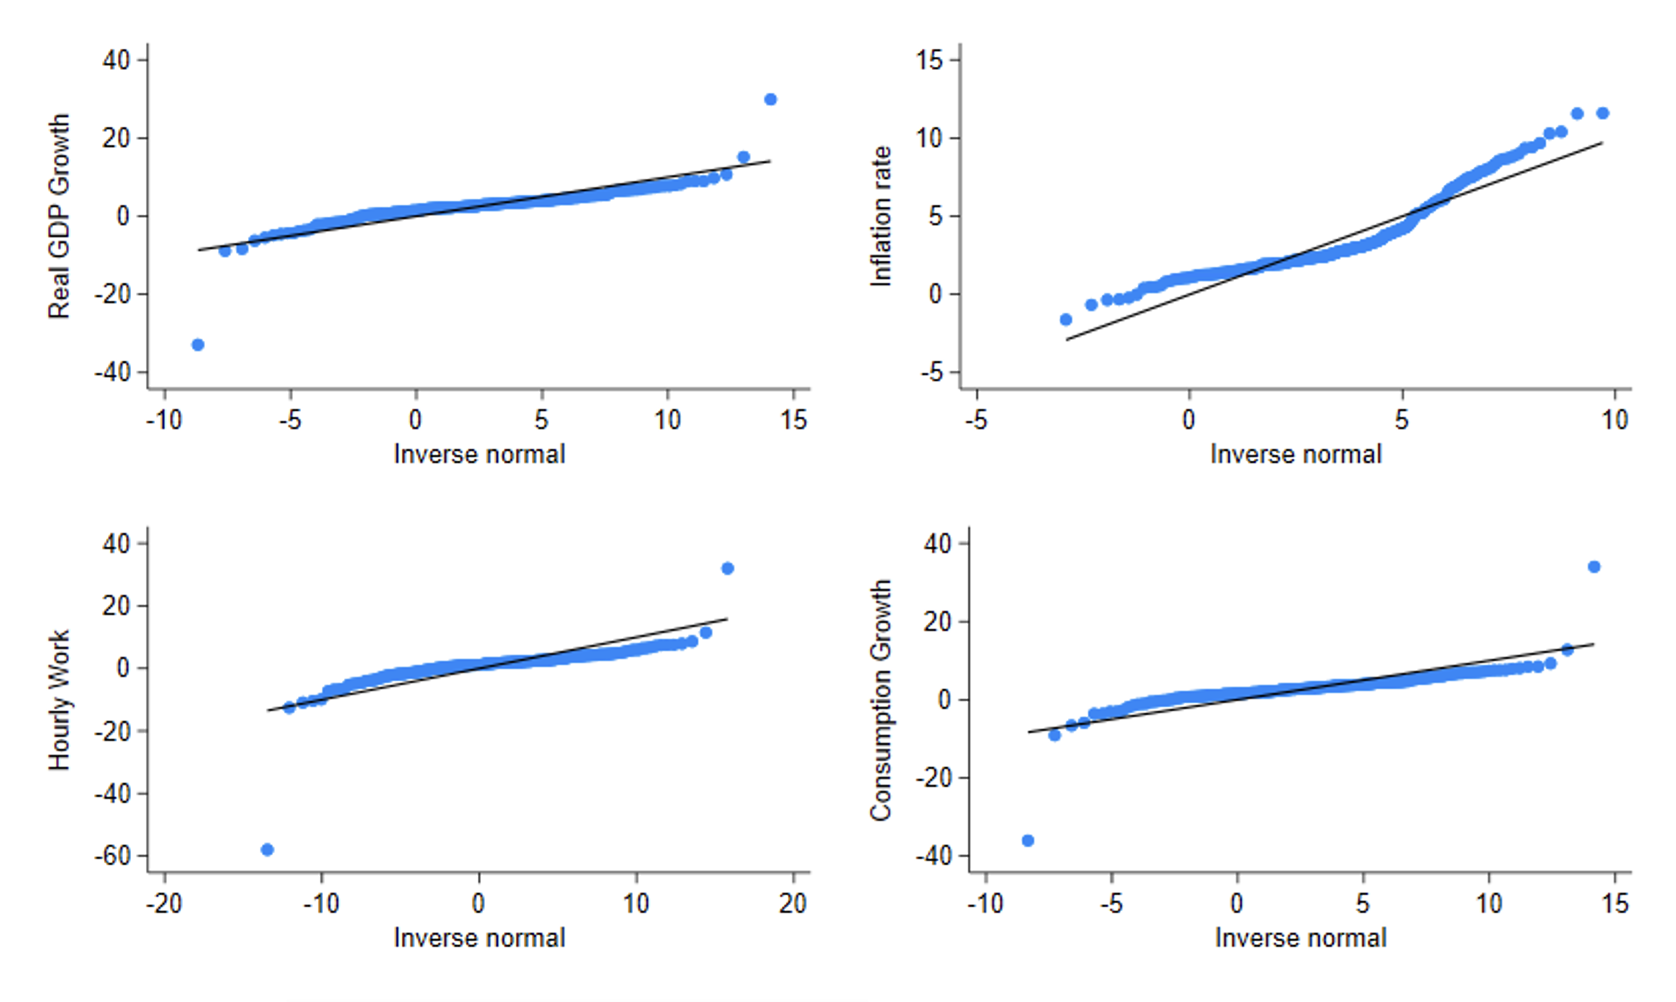 Real GDP Growth
40
20
0
-20
-40
-10 -5 0 5 10 15
Inverse normal
Inflation rate
15
10
5
0
-5
-5 0 5 10
Inverse normal
Hourly Work
40
20
0
-20
-40
-60
-20 -10 0 10 20
Inverse normal
Consumption Growth
40
20
0
-20
-40
-10 -5 0 5 10 15
Inverse normal